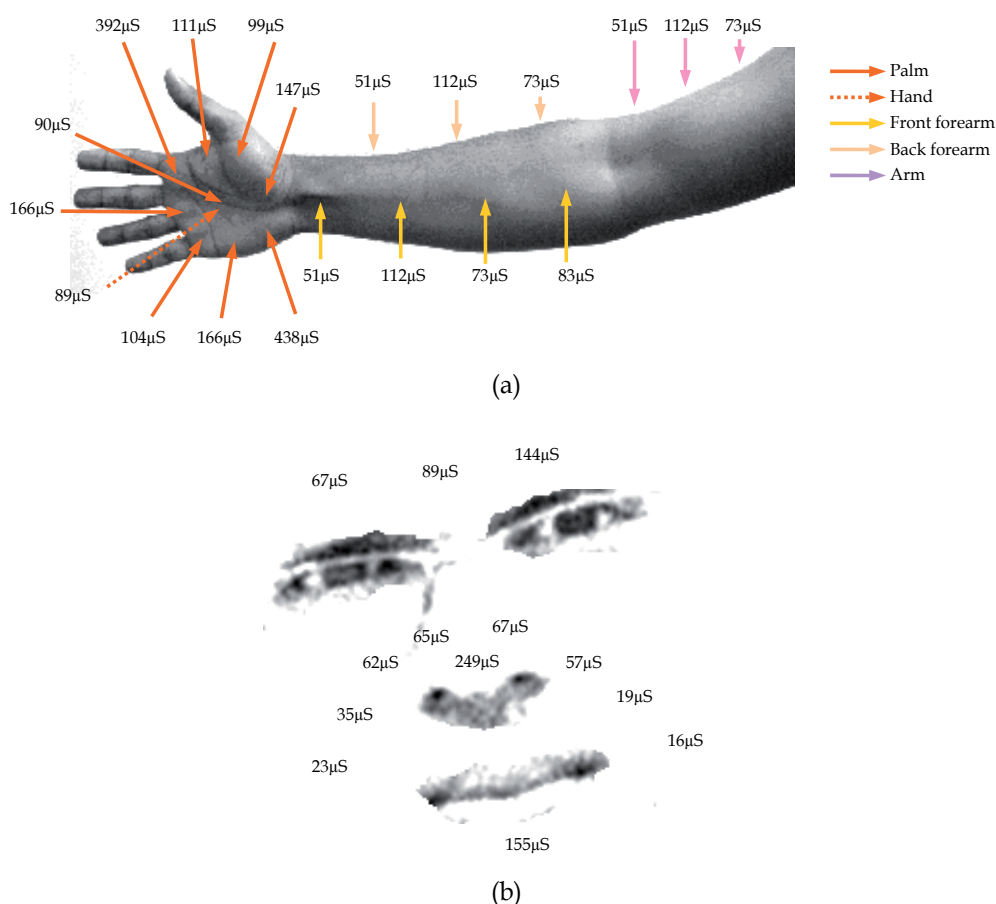 392µS 111µS 99µS 51µS 112µS 73µS
147µS 51µS 112µS 73µS
90µS
166µS
89µS 51µS 112µS 73µS 83µS
104µS 166µS 438µS
Palm
Hand
Front forearm
Back forearm
Arm
(a)
67µS 89µS 144µS
65µS 67µS
62µS 249µS 57µS
35µS 19µS
23µS 16µS
155µS
(b)